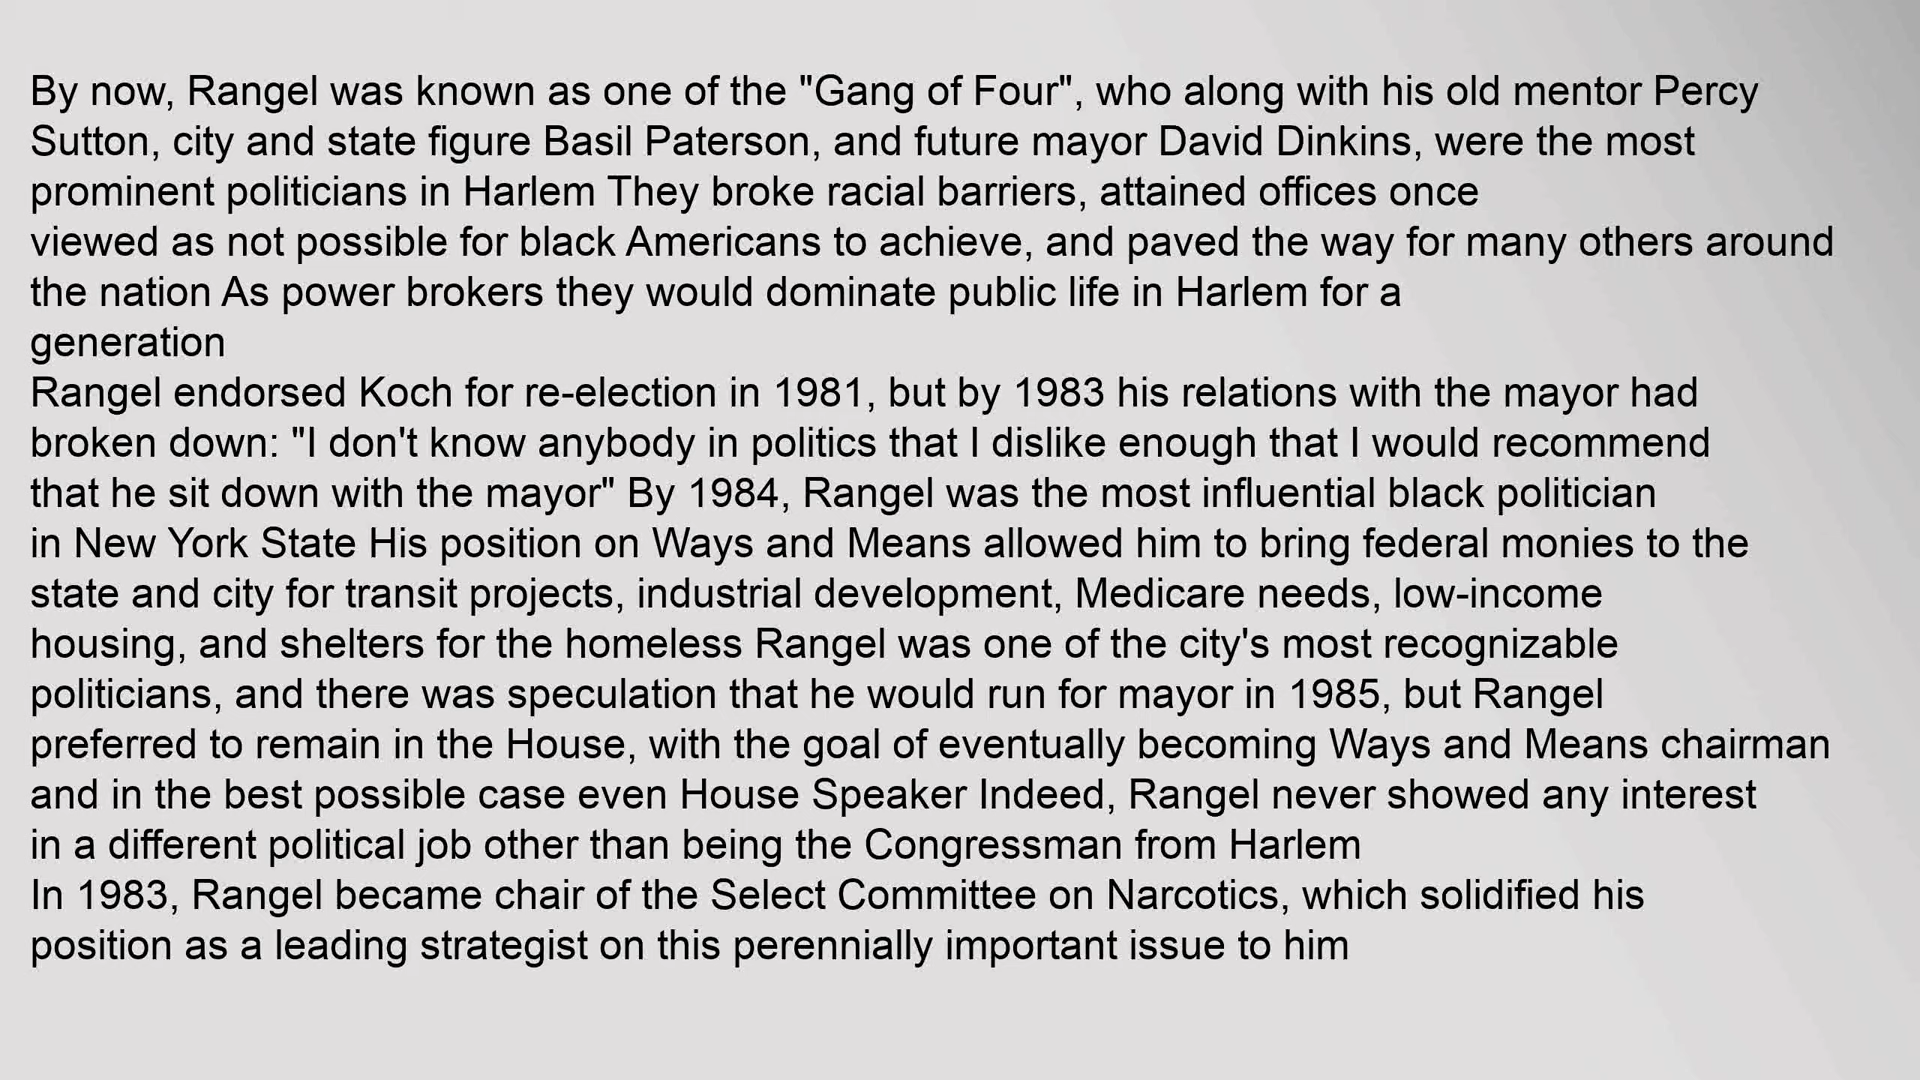 By now, Rangel was known as one of the "Gang of Four", who along with his old mentor Percy
Sutton, city and state figure Basil Paterson, and future mayor David Dinkins, were the most
prominent politicians in Harlem They broke racial barriers, attained offices once
viewed as not possible for black Americans to achieve, and paved the way for many others around
the nation As power brokers they would dominate public life in Harlem for a
generation
Rangel endorsed Koch for re-election in 1981, but by 1983 his relations with the mayor had
broken down: "I don't know anybody in politics that I dislike enough that I would recommend
that he sit down with the mayor" By 1984, Rangel was the most influential black politician
in New York State His position on Ways and Means allowed him to bring federal monies to the
state and city for transit projects, industrial development, Medicare needs, low-income
housing, and shelters for the homeless Rangel was one of the city's most recognizable
politicians, and there was speculation that he would run for mayor in 1985, but Rangel
preferred to remain in the House, with the goal of eventually becoming Ways and Means chairman
and in the best possible case even House Speaker Indeed, Rangel never showed any interest
in a different political job other than being the Congressman from Harlem
In 1983, Rangel became chair of the Select Committee on Narcotics, which solidified his
position as a leading strategist on this perennially important issue to him